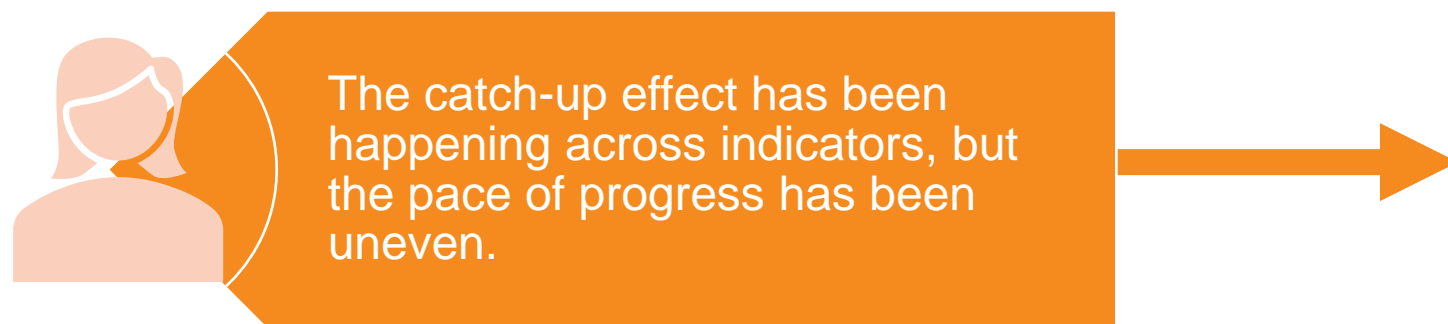 The catch-up effect has been
happening across indicators, but
the pace of progress has been
uneven.